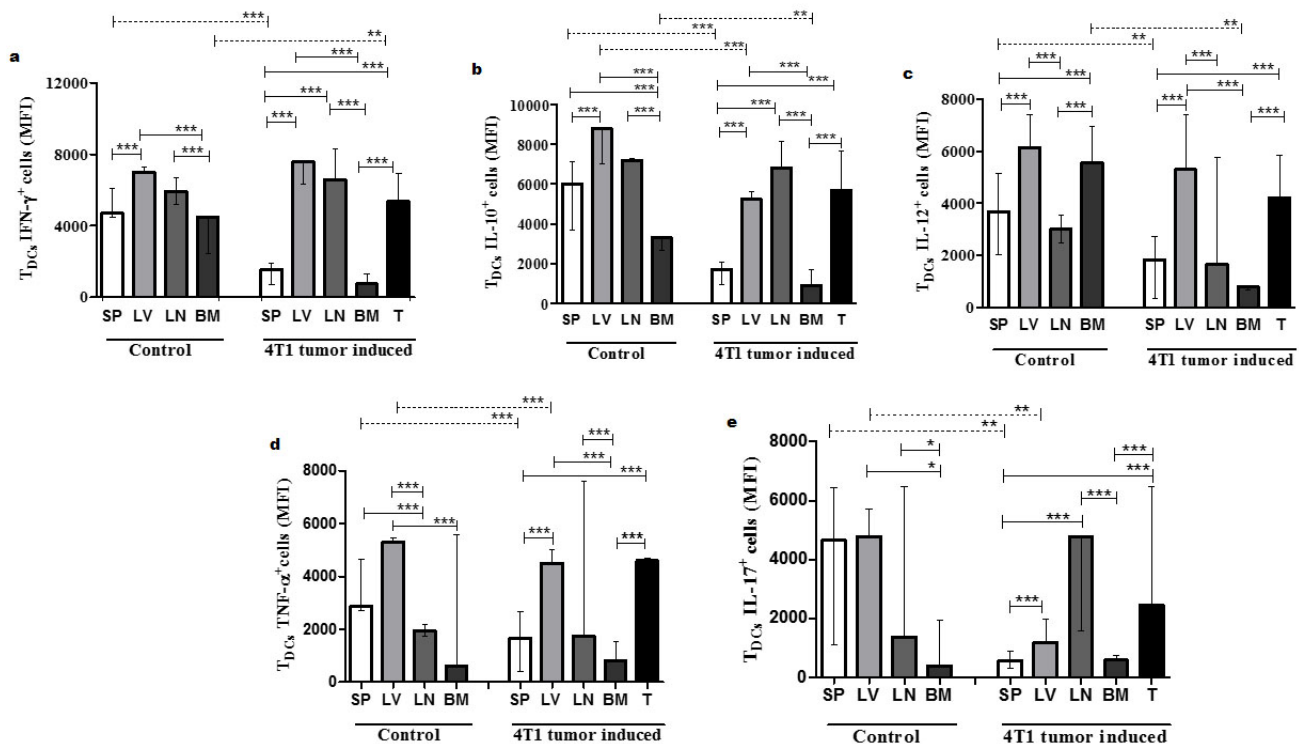 a
T_DCs IFN-γ+ cells (MFI)
12000
8000
4000
0
*** ** *** *** *** *** *** *** *** *** *** ***
SP LV LN BM SP LV LN BM T
Control 4T1 tumor induced
b
T_DCs IL-10+ cells (MFI)
10000
8000
6000
4000
2000
0
** *** *** *** *** *** *** *** *** *** *** *** ***
SP LV LN BM SP LV LN BM T
Control 4T1 tumor induced
c
T_DCs IL-12+ cells (MFI)
8000
6000
4000
2000
0
** ** *** *** *** *** *** *** *** *** ***
SP LV LN BM SP LV LN BM T
Control 4T1 tumor induced
d
T_DCs TNF-α+ cells (MFI)
8000
6000
4000
2000
0
*** *** *** *** *** *** *** *** *** ***
SP LV LN BM SP LV LN BM T
Control 4T1 tumor induced
e
T_DCs IL-17+ cells (MFI)
8000
6000
4000
2000
0
** ** * * *** *** *** *** ***
SP LV LN BM SP LV LN BM T
Control 4T1 tumor induced